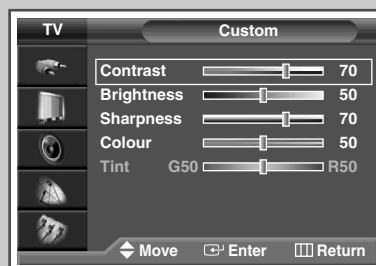 TV Custom
Contrast 70
Brightness 50
Sharpness 70
Colour 50
Tint G50 R50
Move Enter Return